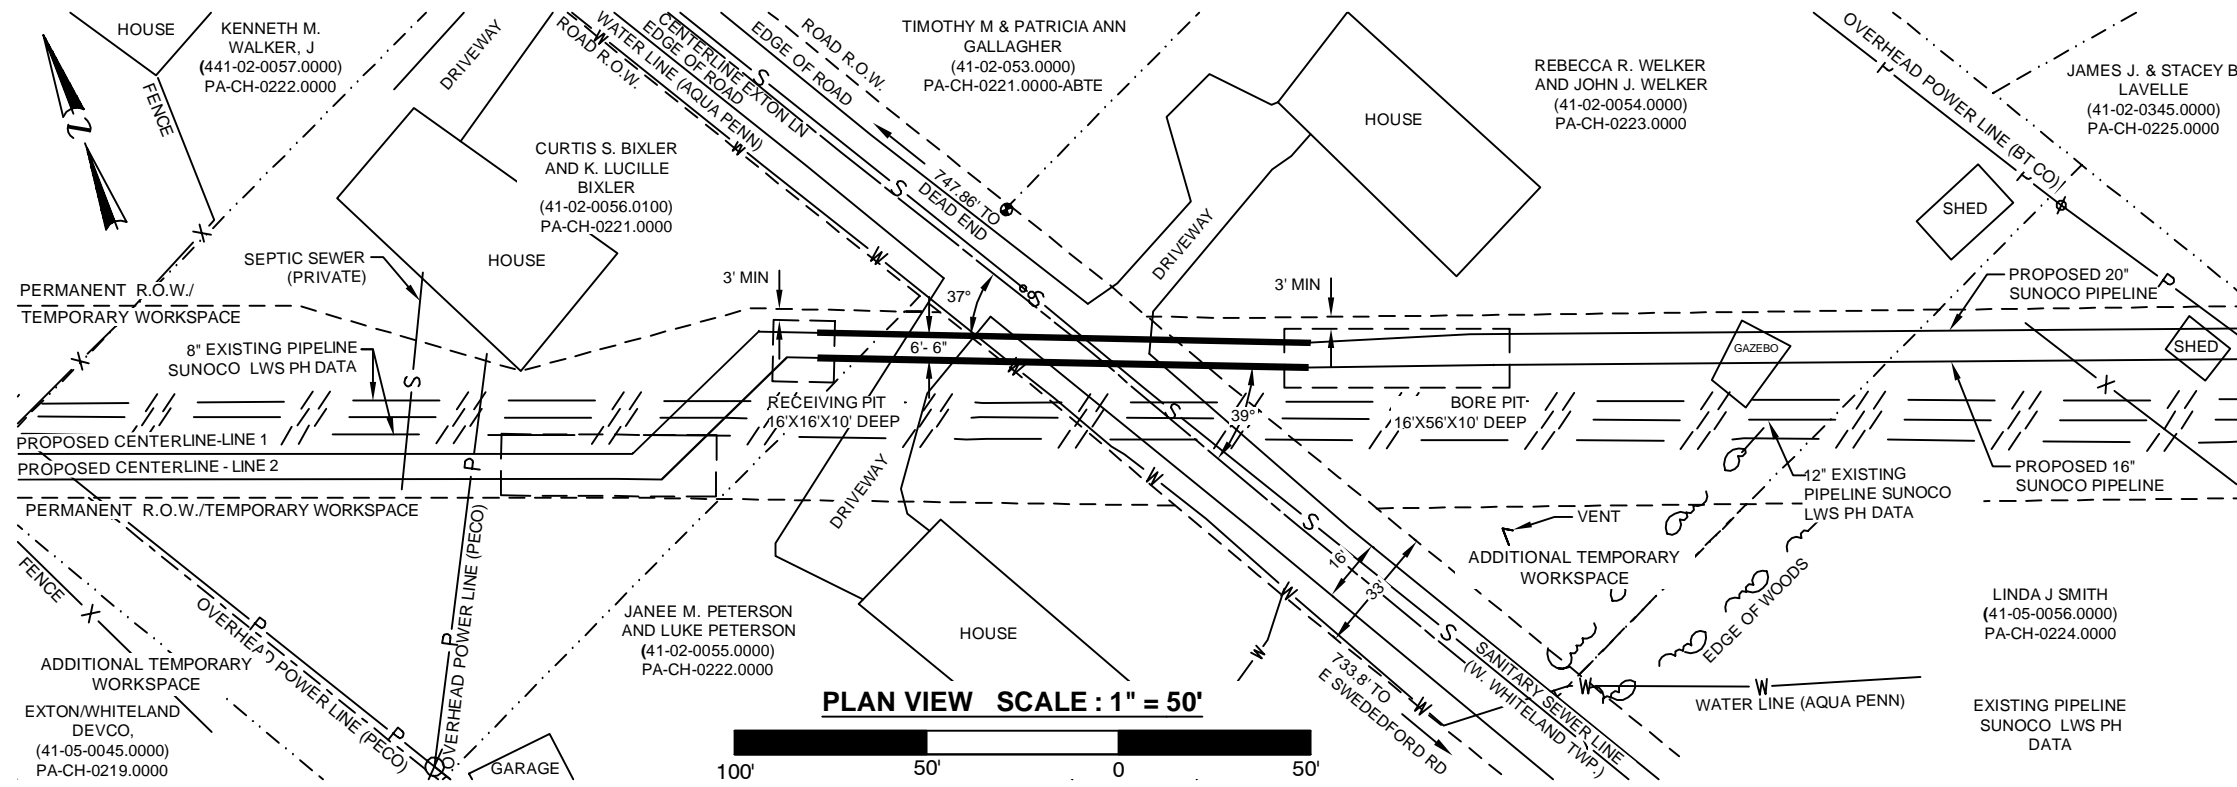 HOUSE
KENNETH M.
WALKER, J
(441-02-0057.0000)
PA-CH-0222.0000
FENCE
DRIVEWAY
ROAD R.O.W.
WATER LINE (AQUA PENN)
EDGE OF ROAD
CENTERLINE EXTON LN
EDGE OF ROAD
ROAD R.O.W.
TIMOTHY M & PATRICIA ANN
GALLAGHER
(41-02-053.0000)
PA-CH-0221.0000-ABTE
REBECCA R. WELKER
AND JOHN J. WELKER
(41-02-0054.0000)
PA-CH-0223.0000
OVERHEAD POWER LINE (BT CO)
JAMES J. & STACEY B
LAVELLE
(41-02-0345.0000)
PA-CH-0225.0000
HOUSE
SHED
CURTIS S. BIXLER
AND K. LUCILLE
BIXLER
(41-02-0056.0100)
PA-CH-0221.0000
HOUSE
747.86' TO
DEAD END
DRIVEWAY
SEPTIC SEWER
(PRIVATE)
PERMANENT R.O.W./
TEMPORARY WORKSPACE
8" EXISTING PIPELINE
SUNOCO LWS PH DATA
3' MIN
37°
6'- 6"
3' MIN
PROPOSED 20"
SUNOCO PIPELINE
GAZEBO
SHED
RECEIVING PIT
16'X16'X10' DEEP
39°
BORE PIT
16'X56'X10' DEEP
PROPOSED CENTERLINE-LINE 1
PROPOSED CENTERLINE - LINE 2
PERMANENT R.O.W./TEMPORARY WORKSPACE
12" EXISTING
PIPELINE SUNOCO
LWS PH DATA
PROPOSED 16"
SUNOCO PIPELINE
DRIVEWAY
VENT
ADDITIONAL TEMPORARY
WORKSPACE
16'
33'
EDGE OF WOODS
LINDA J SMITH
(41-05-0056.0000)
PA-CH-0224.0000
FENCE
OVERHEAD POWER LINE (PECO)
OVERHEAD POWER LINE (PECO)
JANEE M. PETERSON
AND LUKE PETERSON
(41-02-0055.0000)
PA-CH-0222.0000
HOUSE
ADDITIONAL TEMPORARY
WORKSPACE
EXTON/WHITELAND
DEVCO,
(41-05-0045.0000)
PA-CH-0219.0000
GARAGE
733.8' TO
E SWEDEDFORD RD
SANITARY SEWER LINE
(W. WHITELAND TWP.)
WATER LINE (AQUA PENN)
EXISTING PIPELINE
SUNOCO LWS PH
DATA
PLAN VIEW SCALE : 1" = 50'
100' 50' 0 50'